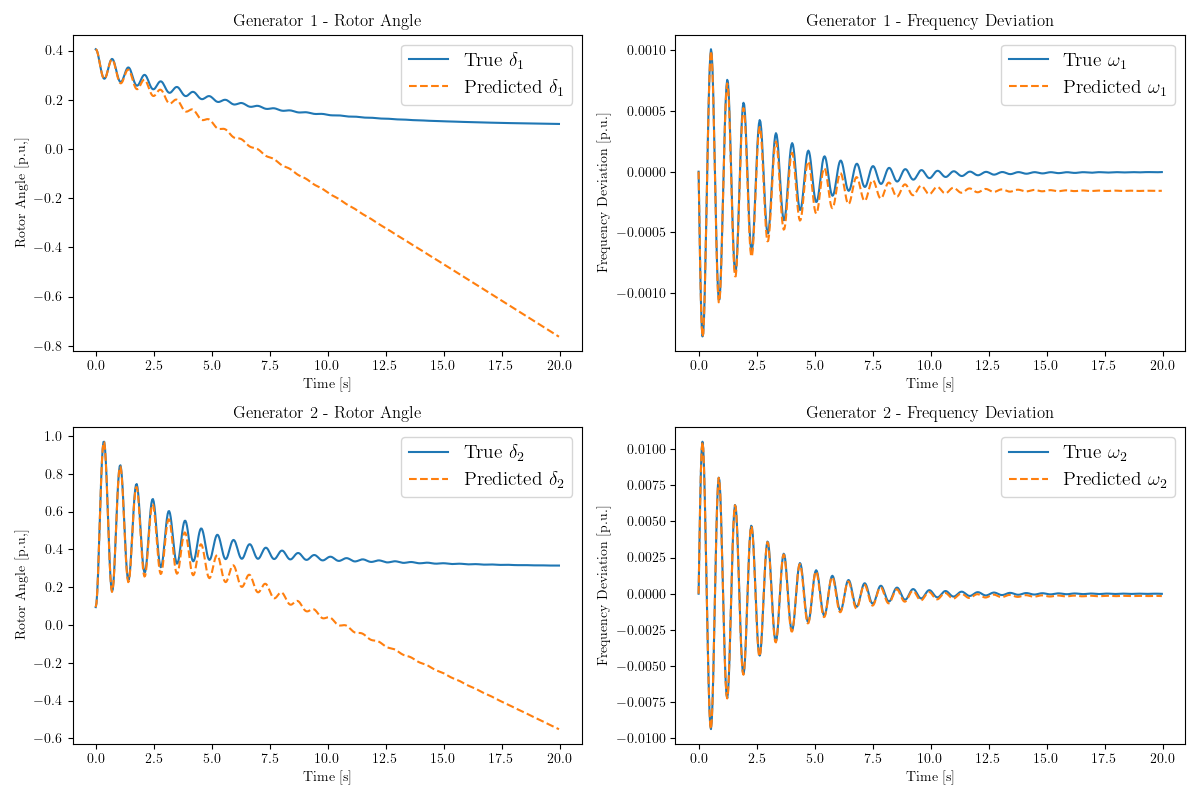 Generator 1 - Rotor Angle
True δ₁
Predicted δ₁
0.4
0.2
0.0
−0.2
−0.4
−0.6
−0.8
Rotor Angle [p.u.]
0.0 2.5 5.0 7.5 10.0 12.5 15.0 17.5 20.0
Time [s]
Generator 1 - Frequency Deviation
True ω₁
Predicted ω₁
0.0010
0.0005
0.0000
−0.0005
−0.0010
Frequency Deviation [p.u.]
0.0 2.5 5.0 7.5 10.0 12.5 15.0 17.5 20.0
Time [s]
Generator 2 - Rotor Angle
True δ₂
Predicted δ₂
1.0
0.8
0.6
0.4
0.2
0.0
−0.2
−0.4
−0.6
Rotor Angle [p.u.]
0.0 2.5 5.0 7.5 10.0 12.5 15.0 17.5 20.0
Time [s]
Generator 2 - Frequency Deviation
True ω₂
Predicted ω₂
0.0100
0.0075
0.0050
0.0025
0.0000
−0.0025
−0.0050
−0.0075
−0.0100
Frequency Deviation [p.u.]
0.0 2.5 5.0 7.5 10.0 12.5 15.0 17.5 20.0
Time [s]